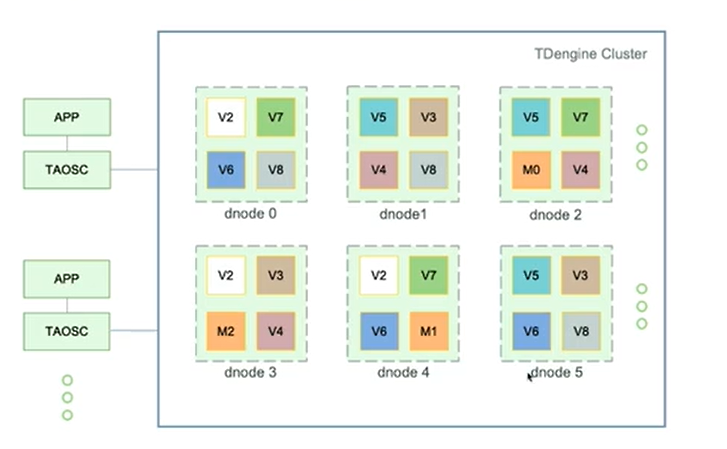 TDengine Cluster
APP
TAOSC
V2 V7
V6 V8
dnode 0
V5 V3
V4 V8
dnode1
V5 V7
M0 V4
dnode 2
APP
TAOSC
V2 V3
M2 V4
dnode 3
V2 V7
V6 M1
dnode 4
V5 V3
V6 V8
dnode 5